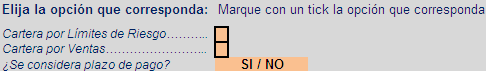 Elija la opción que corresponda: Marque con un tick la opción que corresponda
Cartera por Límites de Riesgo...........
Cartera por Ventas............................
¿Se considera plazo de pago? SI / NO